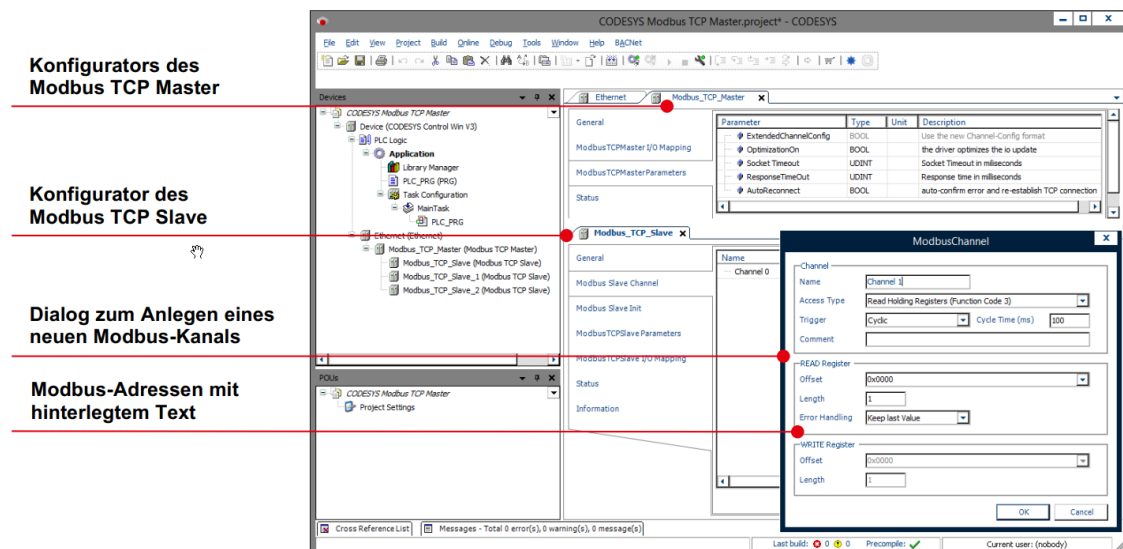 CODESYS Modbus TCP Master.project* - CODESYS
File Edit View Project Build Online Debug Tools Window Help BACNet
Konfigurators des
Modbus TCP Master
Konfigurator des
Modbus TCP Slave
Dialog zum Anlegen eines
neuen Modbus-Kanals
Modbus-Adressen mit
hinterlegtem Text
Devices
CODESYS Modbus TCP Master
Device (CODESYS Control Win V3)
PLC Logic
Application
Library Manager
PLC_PRG (PRG)
Task Configuration
MainTask
PLC_PRG
Ethernet (Ethernet)
Modbus_TCP_Master (Modbus TCP Master)
Modbus_TCP_Slave (Modbus TCP Slave)
Modbus_TCP_Slave_1 (Modbus TCP Slave)
Modbus_TCP_Slave_2 (Modbus TCP Slave)
POUs
CODESYS Modbus TCP Master
Project Settings
Ethernet Modbus_TCP_Master
General
ModbusTCPMaster I/O Mapping
ModbusTCPMaster Parameters
Status
Parameter Type Unit Description
ExtendedChannelConfig BOOL Use the new Channel-Config format
OptimizationOn BOOL the driver optimizes the io update
Socket Timeout UDINT Socket Timeout in miliseconds
ResponseTimeOut UDINT Response time in milliseconds
AutoReconnect BOOL auto-confirm error and re-establish TCP connection
Modbus_TCP_Slave
General
Modbus Slave Channel
Modbus Slave Init
ModbusTCPSlave Parameters
ModbusTCPSlave I/O Mapping
Status
Information
Name
Channel 0
ModbusChannel
Channel
Name Channel 1
Access Type Read Holding Registers (Function Code 3)
Trigger Cyclic Cycle Time (ms) 100
Comment
READ Register
Offset 0x0000
Length 1
Error Handling Keep last Value
WRITE Register
Offset 0x0000
Length 1
OK Cancel
Cross Reference List Messages - Total 0 error(s), 0 warning(s), 0 message(s)
Last build: 0 0 Precompile: Current user: (nobody)